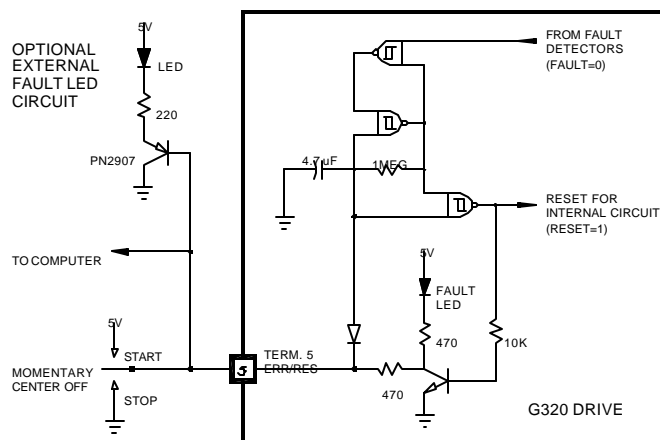 5V
OPTIONAL
EXTERNAL
FAULT LED
CIRCUIT
LED
220
PN2907
FROM FAULT
DETECTORS
(FAULT=0)
4.7 uF
1MEG
RESET FOR
INTERNAL CIRCUIT
(RESET=1)
TO COMPUTER
5V
FAULT
LED
470
10K
5V
START
MOMENTARY
CENTER OFF
STOP
5
TERM. 5
ERR/RES
470
G320 DRIVE